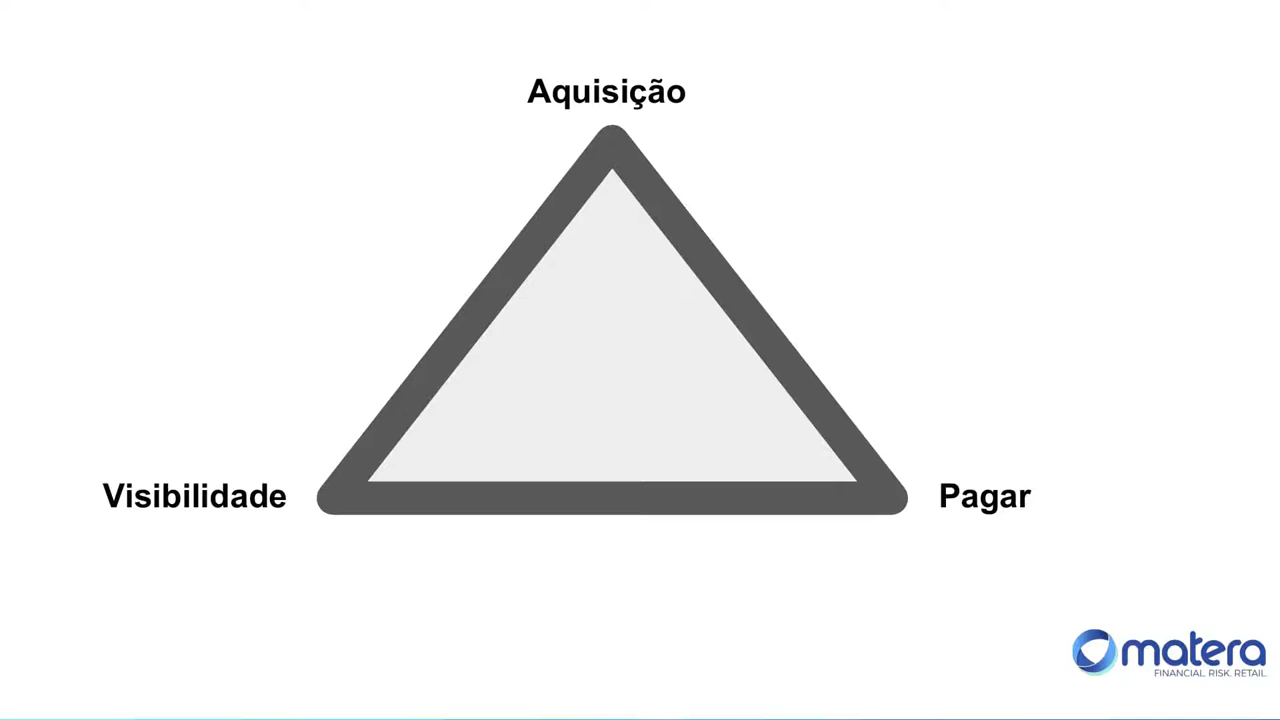 Aquisição
Visibilidade
Pagar
matera
FINANCIAL. RISK. RETAIL.